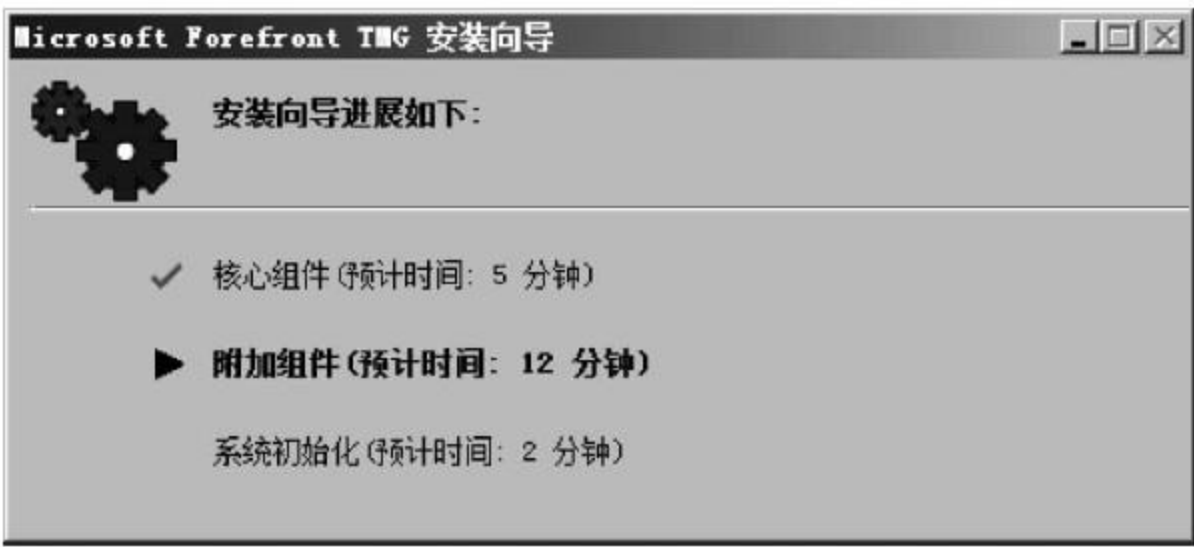 Microsoft Forefront TMG 安装向导
安装向导进展如下:
核心组件(预计时间: 5 分钟)
附加组件(预计时间: 12 分钟)
系统初始化(预计时间: 2 分钟)